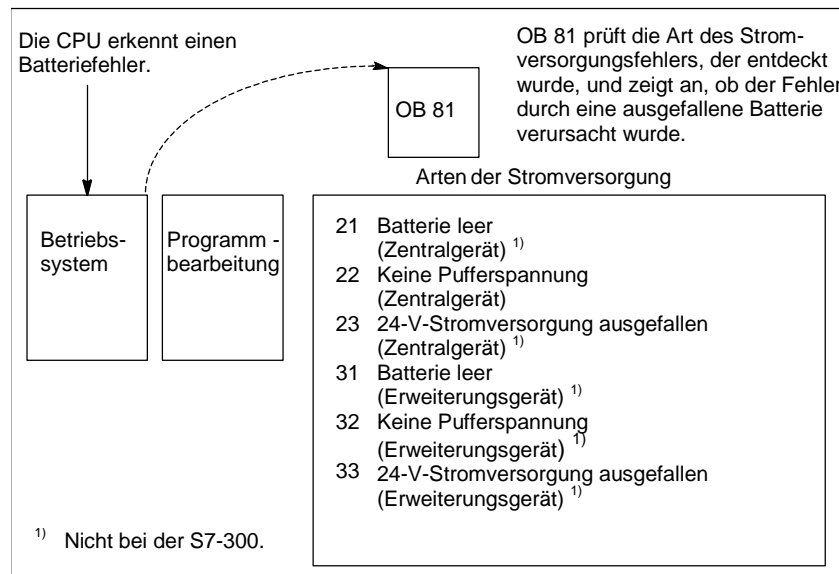 Die CPU erkennt einen
Batteriefehler.
OB 81
OB 81 prüft die Art des Strom-
versorgungsfehlers, der entdeckt
wurde, und zeigt an, ob der Fehler
durch eine ausgefallene Batterie
verursacht wurde.
Betriebs-
system
Programm -
bearbeitung
Arten der Stromversorgung
21 Batterie leer
(Zentralgerät) 1)
22 Keine Pufferspannung
(Zentralgerät)
23 24-V-Stromversorgung ausgefallen
(Zentralgerät) 1)
31 Batterie leer
(Erweiterungsgerät) 1)
32 Keine Pufferspannung
(Erweiterungsgerät) 1)
33 24-V-Stromversorgung ausgefallen
(Erweiterungsgerät) 1)
1) Nicht bei der S7-300.